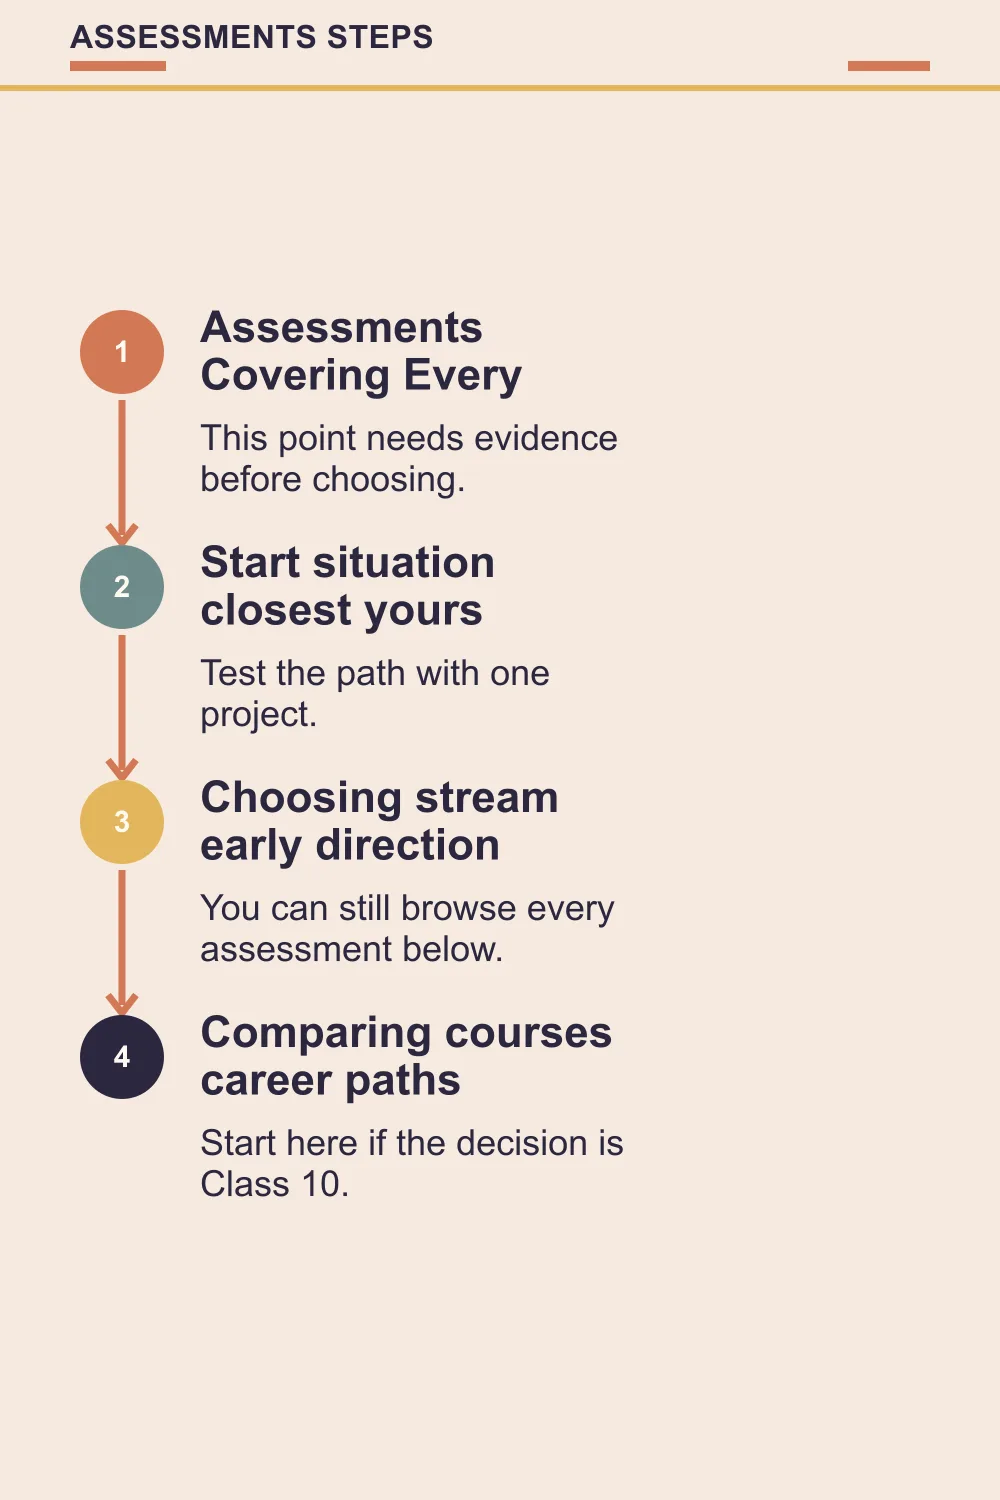 ASSESSMENTS STEPS
1
Assessments
Covering Every
This point needs evidence
before choosing.
2
Start situation
closest yours
Test the path with one
project.
3
Choosing stream
early direction
You can still browse every
assessment below.
4
Comparing courses
career paths
Start here if the decision is
Class 10.